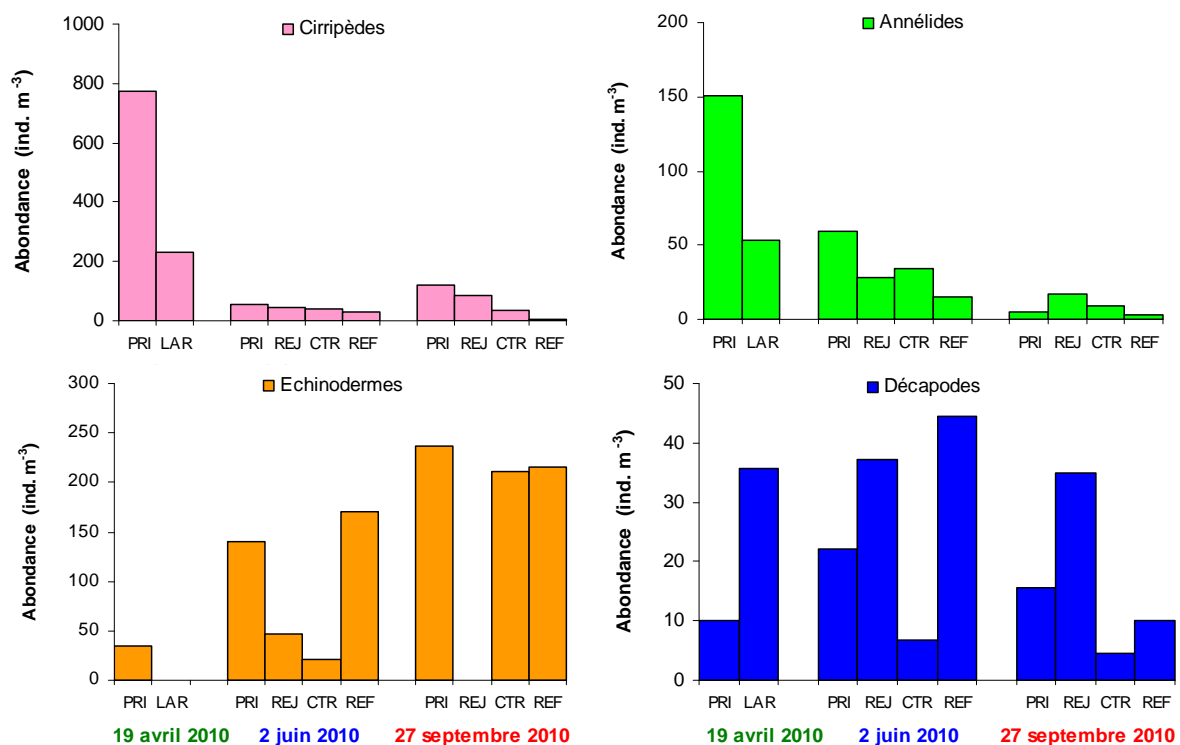 Cirripèdes
Abondance (ind. m-3)
1000
800
600
400
200
0
PRI LAR PRI REJ CTR REF PRI REJ CTR REF
Annélides
Abondance (ind. m-3)
200
150
100
50
0
PRI LAR PRI REJ CTR REF PRI REJ CTR REF
Echinodermes
Abondance (ind. m-3)
300
250
200
150
100
50
0
PRI LAR PRI REJ CTR REF PRI REJ CTR REF
19 avril 2010 2 juin 2010 27 septembre 2010
Décapodes
Abondance (ind. m-3)
50
40
30
20
10
0
PRI LAR PRI REJ CTR REF PRI REJ CTR REF
19 avril 2010 2 juin 2010 27 septembre 2010